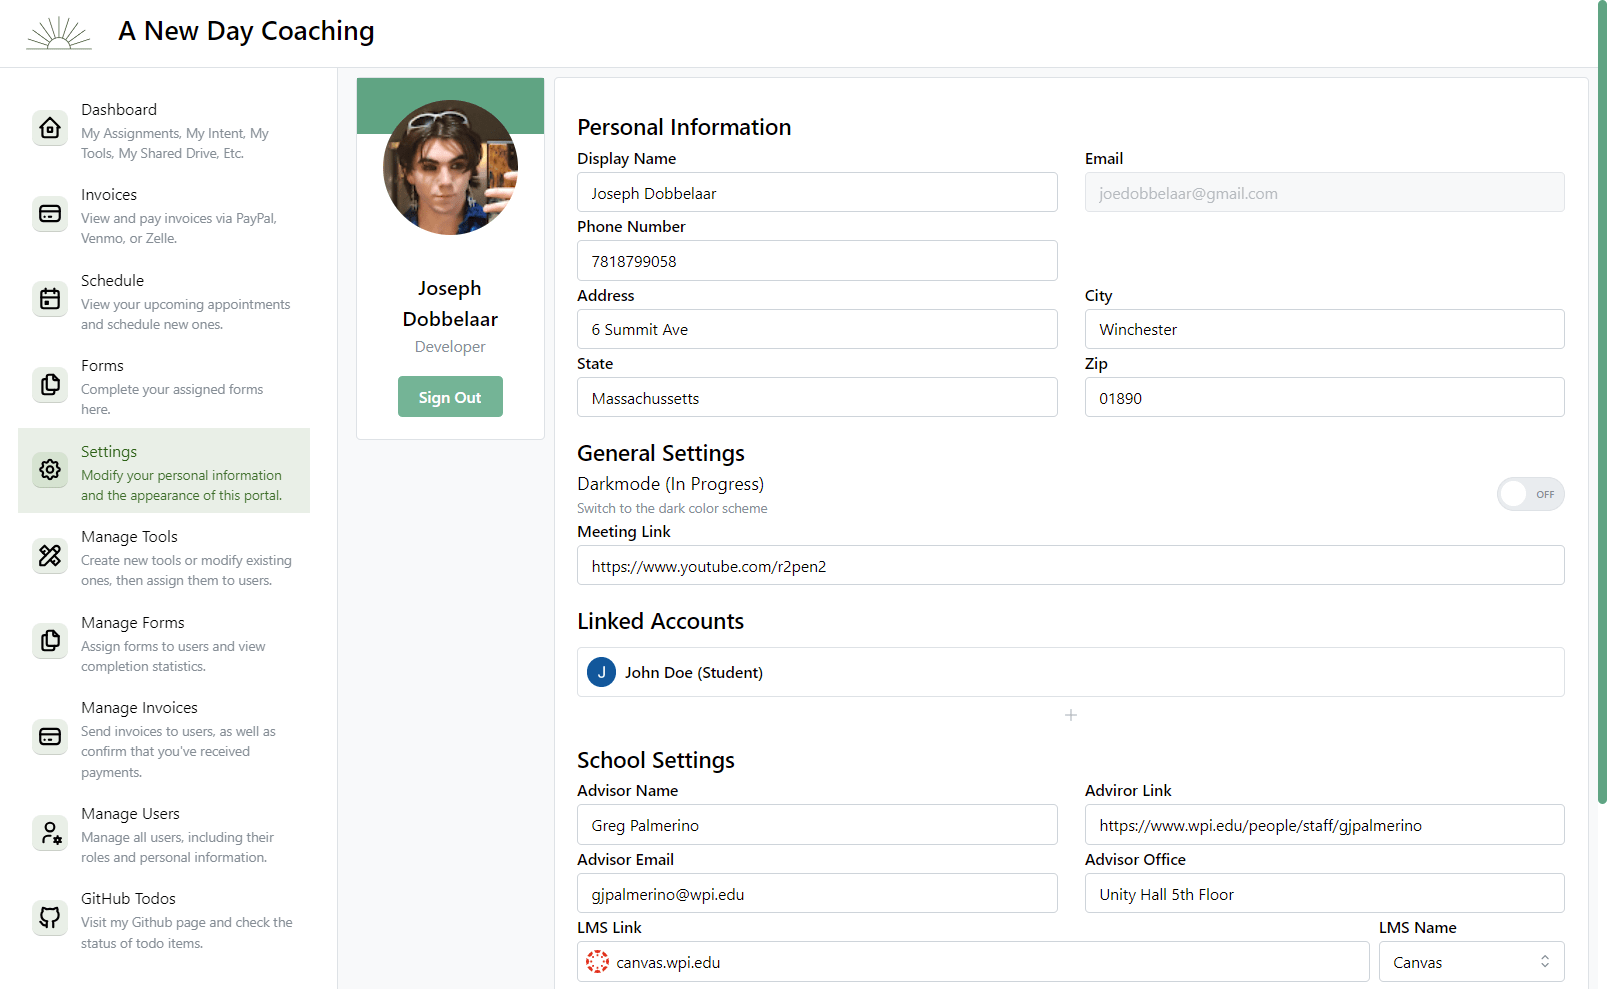 A New Day Coaching
Dashboard
My Assignments, My Intent, My
Tools, My Shared Drive, Etc.
Invoices
View and pay invoices via PayPal,
Venmo, or Zelle.
Schedule
View your upcoming appointments
and schedule new ones.
Forms
Complete your assigned forms
here.
Settings
Modify your personal information
and the appearance of this portal.
Manage Tools
Create new tools or modify existing
ones, then assign them to users.
Manage Forms
Assign forms to users and view
completion statistics.
Manage Invoices
Send invoices to users, as well as
confirm that you've received
payments.
Manage Users
Manage all users, including their
roles and personal information.
GitHub Todos
Visit my Github page and check the
status of todo items.
Joseph
Dobbelaar
Developer
Sign Out
Personal Information
Display Name
Joseph Dobbelaar
Email
joedobbelaar@gmail.com
Phone Number
7818799058
Address
6 Summit Ave
City
Winchester
State
Massachussetts
Zip
01890
General Settings
Darkmode (In Progress)
Switch to the dark color scheme
OFF
Meeting Link
https://www.youtube.com/r2pen2
Linked Accounts
J John Doe (Student)
School Settings
Advisor Name
Greg Palmerino
Adviror Link
https://www.wpi.edu/people/staff/gjpalmerino
Advisor Email
gjpalmerino@wpi.edu
Advisor Office
Unity Hall 5th Floor
LMS Link
canvas.wpi.edu
LMS Name
Canvas